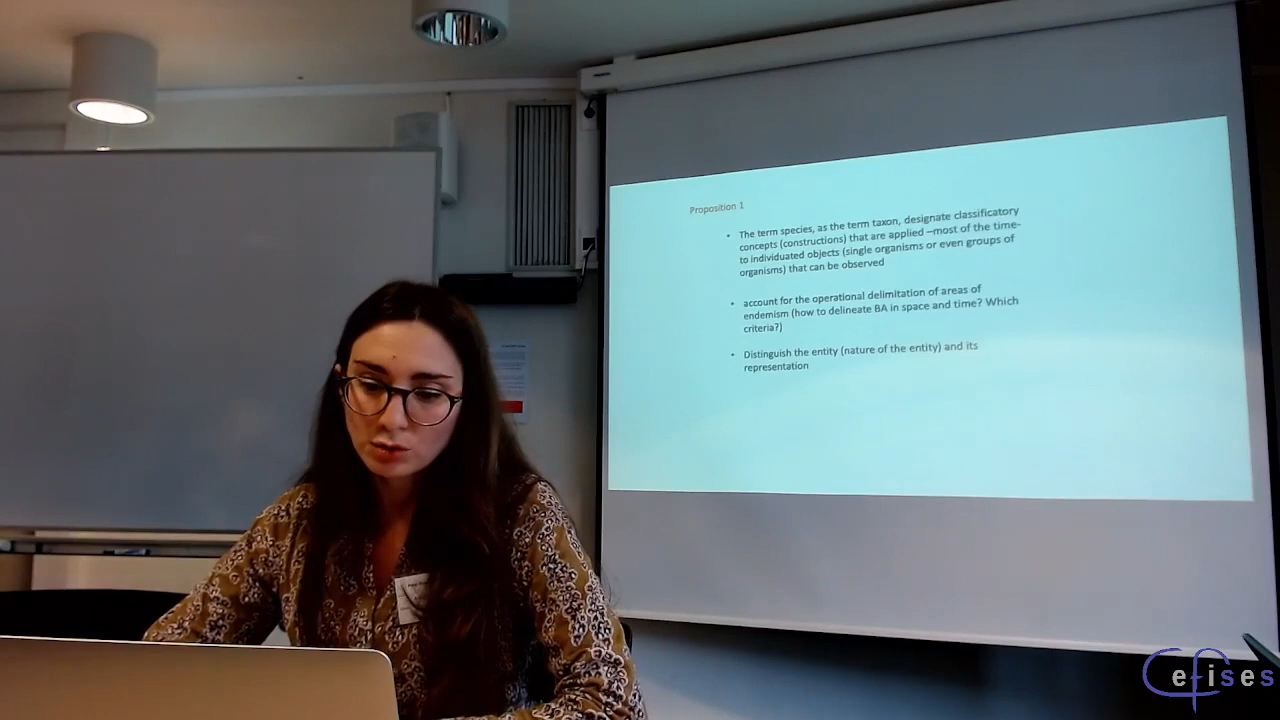 Proposition 1
• The term species, as the term taxon, designate classificatory
concepts (constructions) that are applied –most of the time-
to individuated objects (single organisms or even groups of
organisms) that can be observed
• account for the operational delimitation of areas of
endemism (how to delineate BA in space and time? Which
criteria?)
• Distinguish the entity (nature of the entity) and its
representation
Cefises